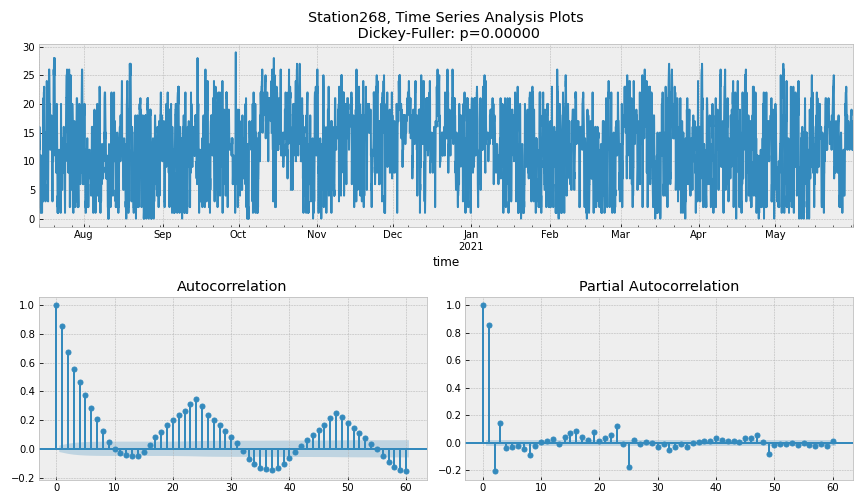 Station268, Time Series Analysis Plots
Dickey-Fuller: p=0.00000
30
25
20
15
10
5
0
Aug Sep Oct Nov Dec Jan Feb Mar Apr May
2021
time
Autocorrelation
1.0
0.8
0.6
0.4
0.2
0.0
−0.2
0 10 20 30 40 50 60
Partial Autocorrelation
1.0
0.8
0.6
0.4
0.2
0.0
−0.2
0 10 20 30 40 50 60